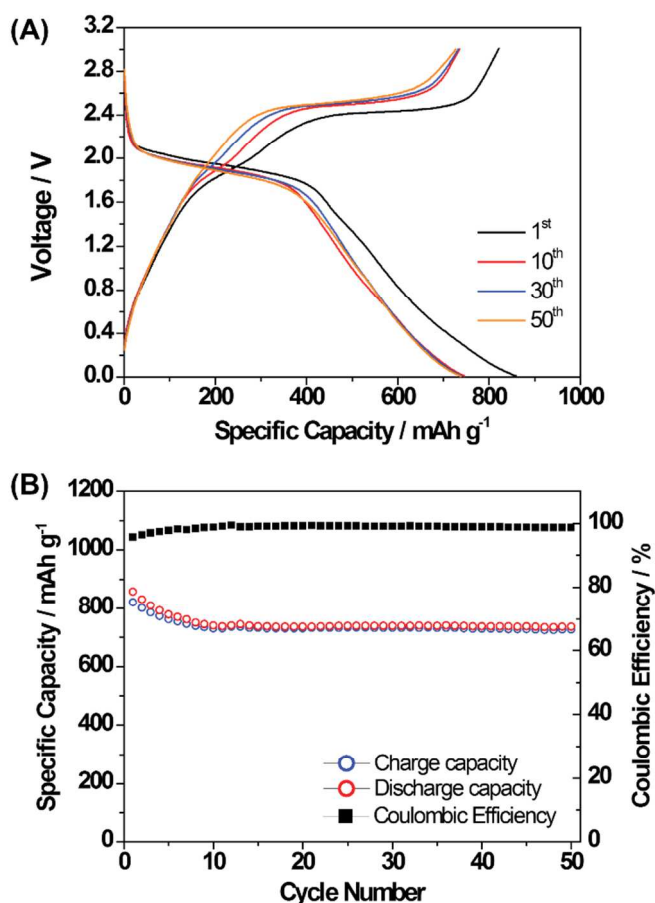 (A)
3.2
2.8
2.4
2.0
1.6
1.2
0.8
0.4
0.0
Voltage / V
1st
10th
30th
50th
0 200 400 600 800 1000
Specific Capacity / mAh g-1
(B)
1200
1000
800
600
400
200
0
Specific Capacity / mAh g-1
100
80
60
40
20
0
Coulombic Efficiency / %
Charge capacity
Discharge capacity
Coulombic Efficiency
0 10 20 30 40 50
Cycle Number